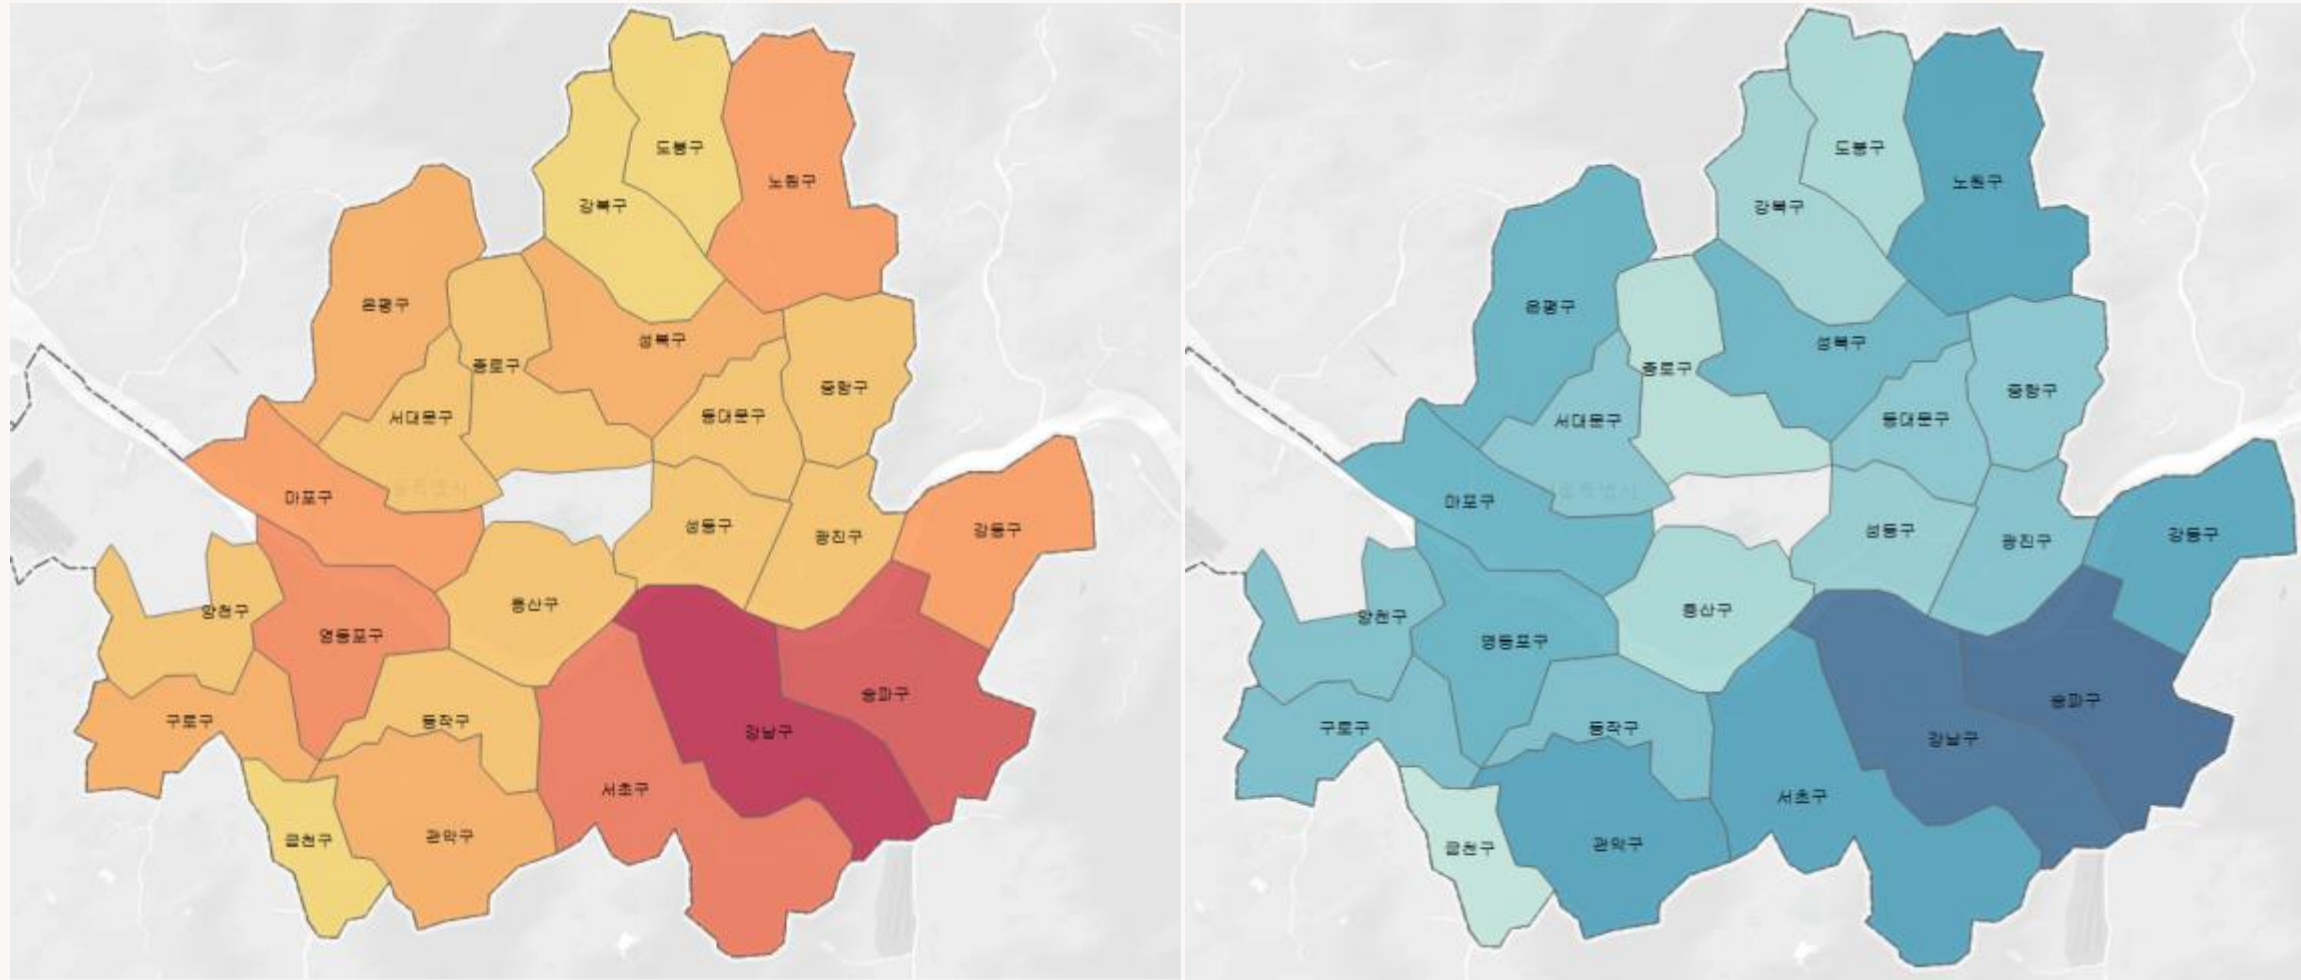 도봉구
노원구
강북구
은평구
성북구
종로구
중랑구
서대문구
동대문구
마포구
성동구
강동구
광진구
양천구
용산구
영등포구
송파구
구로구
동작구
강남구
서초구
금천구
관악구
도봉구
노원구
강북구
은평구
성북구
종로구
중랑구
서대문구
동대문구
서울특별시
마포구
성동구
강동구
광진구
양천구
용산구
영등포구
송파구
구로구
동작구
강남구
서초구
금천구
관악구